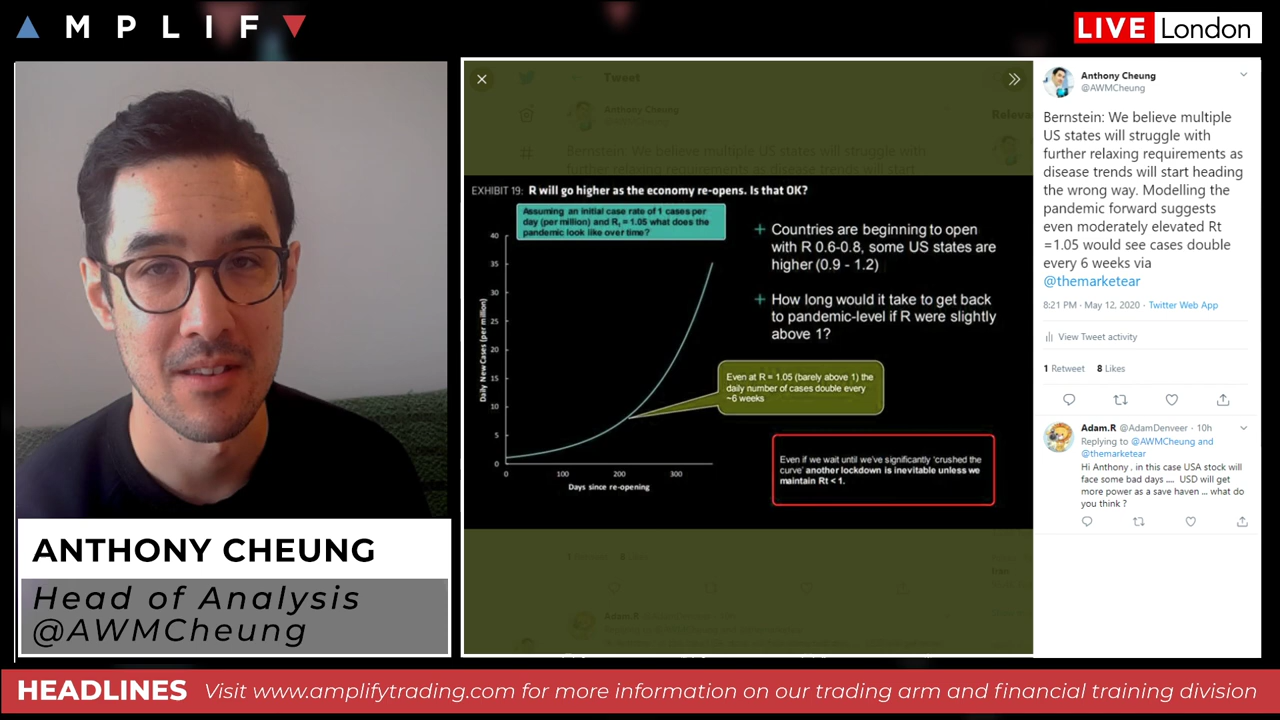 AMPLIFY
LIVE London
Tweet
Anthony Cheung
Bernstein: We believe multiple US states will struggle with
EXHIBIT 19: R will go higher as the economy re-opens. Is that OK?
Assuming an initial case rate of 1 cases per
day (per million) and Rt = 1.05 what does the
pandemic look like over time?
40
35
30
25
20
15
10
5
0
Daily New Cases (per million)
0 100 200 300
Days since re-opening
+ Countries are beginning to open
with R 0.6-0.8, some US states are
higher (0.9 - 1.2)
+ How long would it take to get back
to pandemic-level if R were slightly
above 1?
Even at R = 1.05 (barely above 1) the
daily number of cases double every
~6 weeks
Even if we wait until we've significantly 'crushed the
curve' another lockdown is inevitable unless we
maintain Rt < 1.
Adam.R
Anthony Cheung
@AWMCheung
Bernstein: We believe multiple
US states will struggle with
further relaxing requirements as
disease trends will start heading
the wrong way. Modelling the
pandemic forward suggests
even moderately elevated Rt
=1.05 would see cases double
every 6 weeks via
@themarketear
8:21 PM · May 12, 2020 · Twitter Web App
View Tweet activity
1 Retweet 8 Likes
Adam.R @AdamDenveer · 10h
Replying to @AWMCheung and
@themarketear
Hi Anthony , in this case USA stock will
face some bad days .... USD will get
more power as a save haven ... what do
you think ?
ANTHONY CHEUNG
Head of Analysis
@AWMCheung
HEADLINES Visit www.amplifytrading.com for more information on our trading arm and financial training division